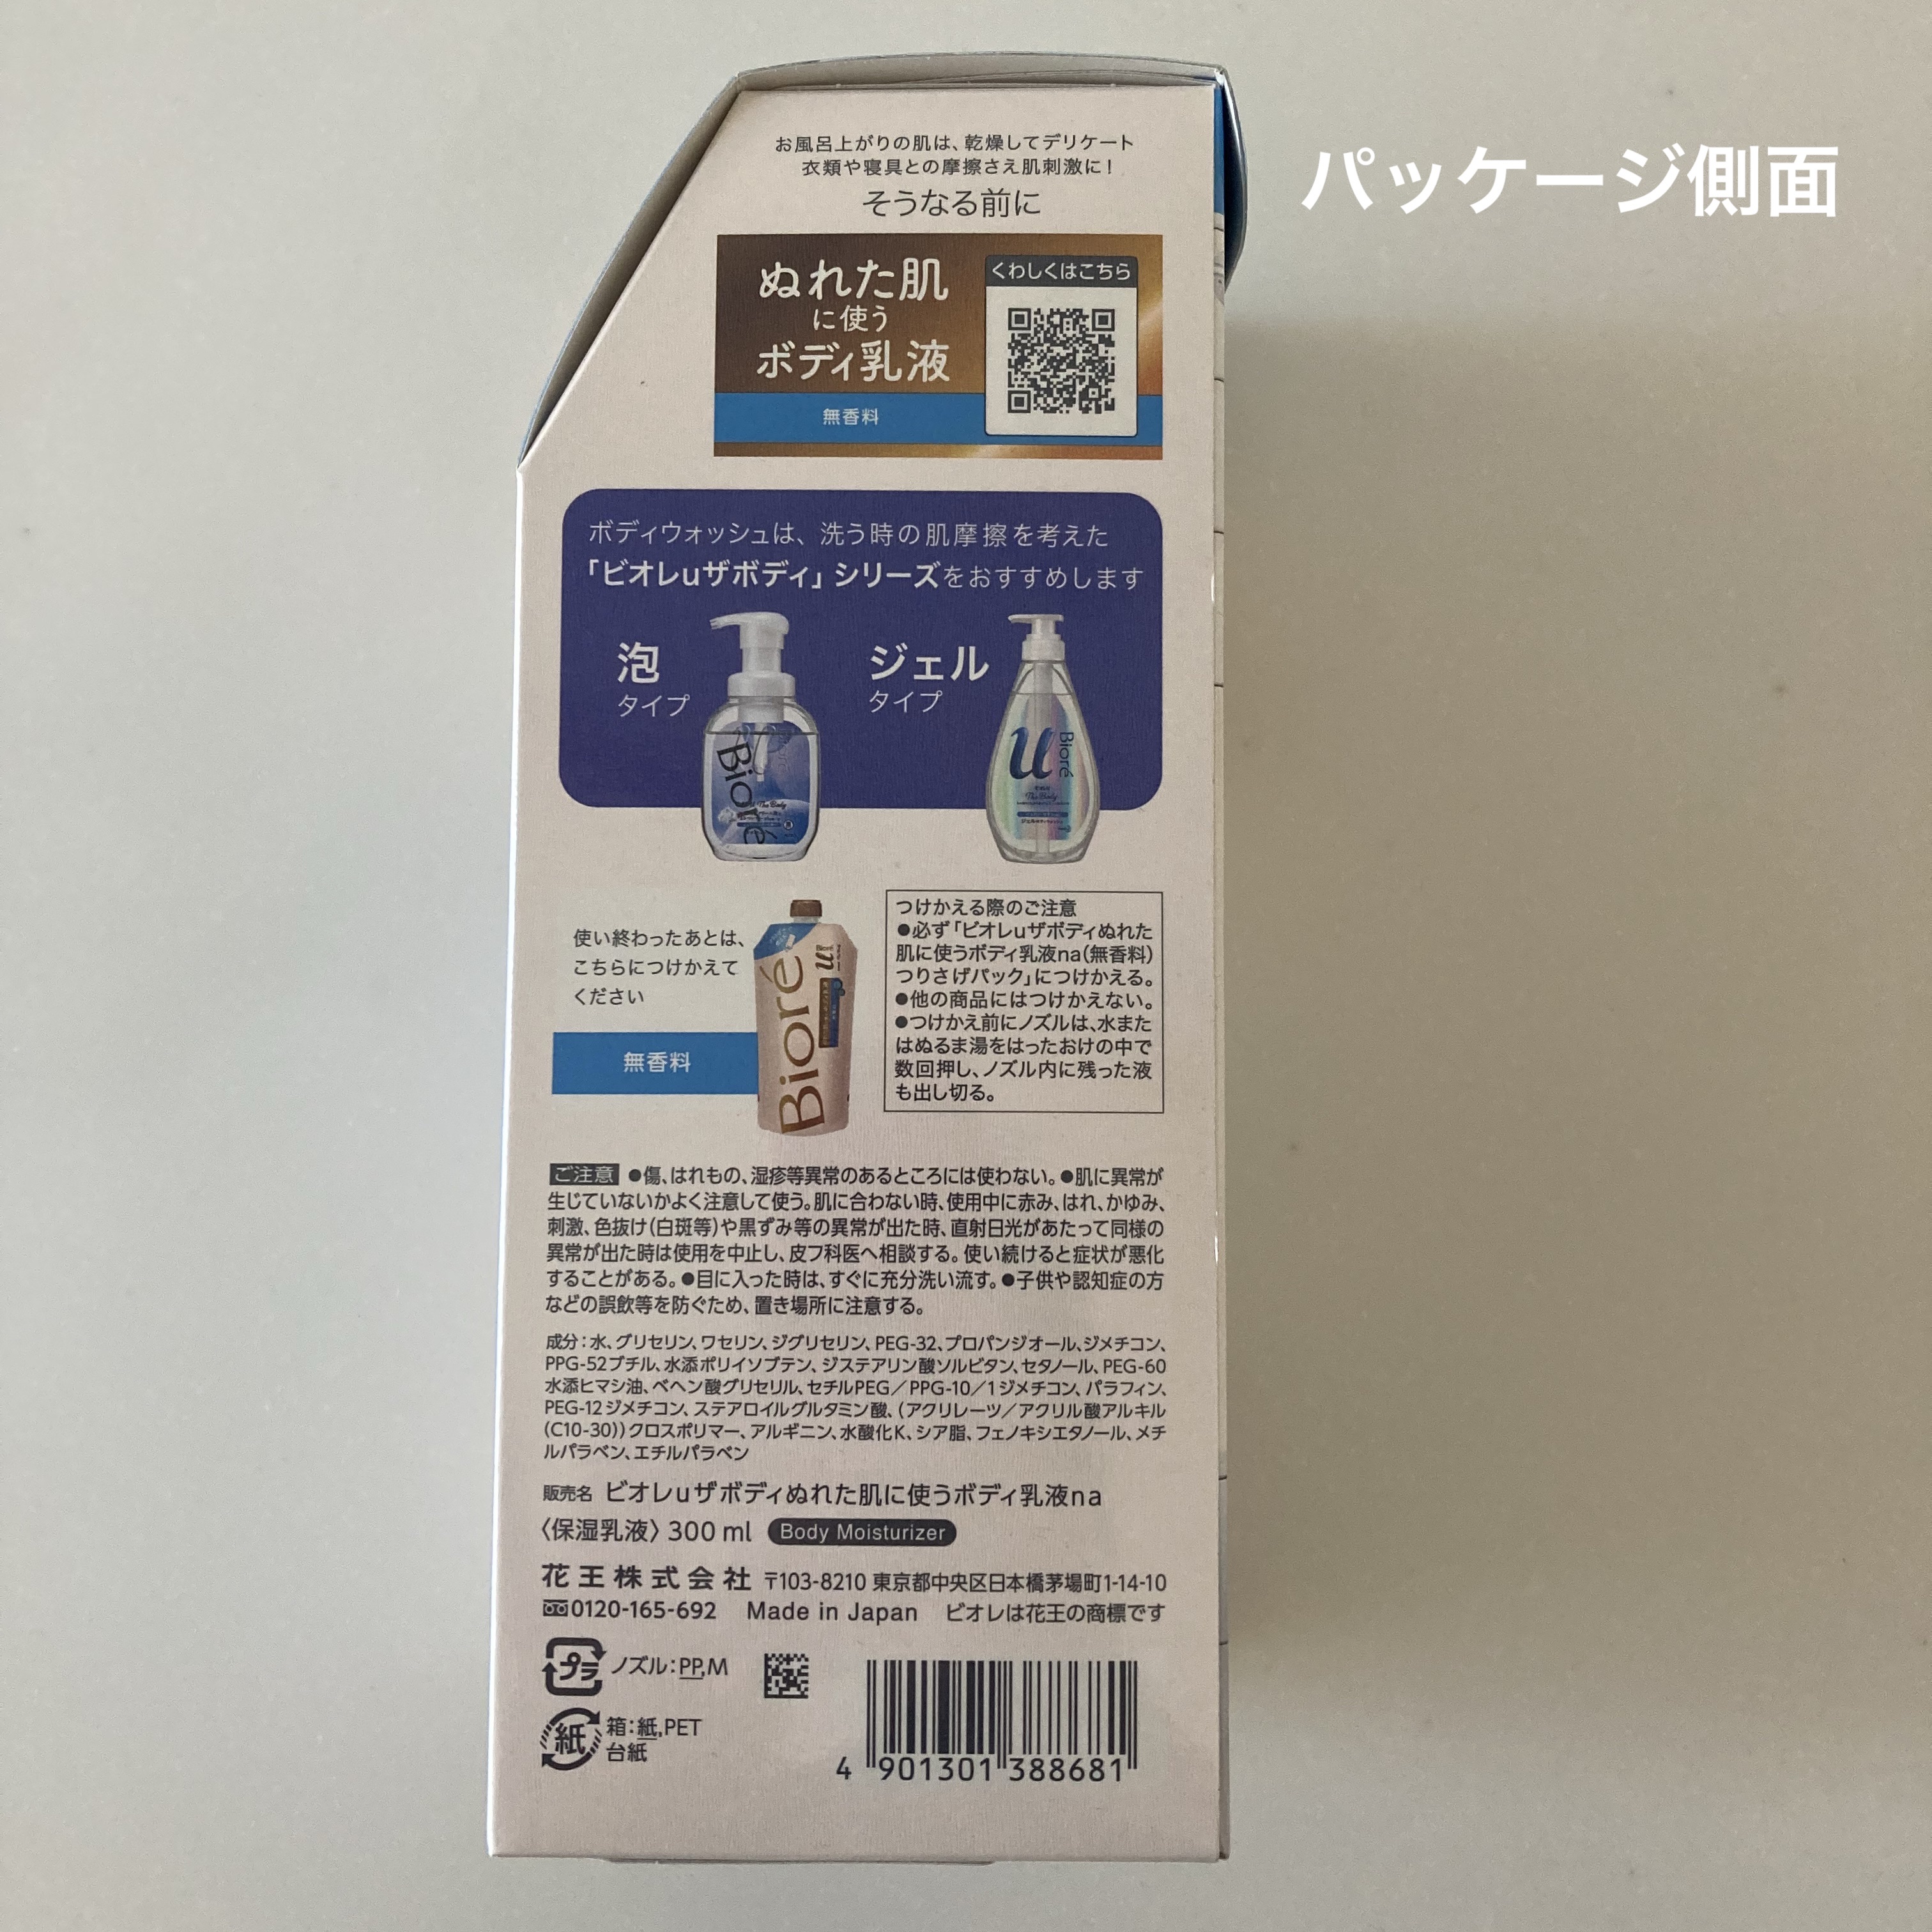 パッケージ側面
お風呂上がりの肌は、乾燥してデリケート
衣類や寝具との摩擦さえ肌刺激に!
そうなる前に
ぬれた肌
に使う
ボディ乳液
無香料
くわしくはこちら
ボディウォッシュは、洗う時の肌摩擦を考えた
「ビオレuザボディ」シリーズをおすすめします
泡
タイプ
Bioré
The Body
ジェル
タイプ
u Bioré
The Body
使い終わったあとは、
こちらにつけかえて
ください
無香料
Bioré
つけかえる際のご注意
●必ず「ビオレuザボディぬれた
肌に使うボディ乳液na(無香料)
つりさげパック」につけかえる。
●他の商品にはつけかえない。
●つけかえ前にノズルは、水また
はぬるま湯をはったおけの中で
数回押し、ノズル内に残った液
も出し切る。
ご注意 ●傷、はれもの、湿疹等異常のあるところには使わない。●肌に異常が
生じていないかよく注意して使う。肌に合わない時、使用中に赤み、はれ、かゆみ、
刺激、色抜け(白斑等)や黒ずみ等の異常が出た時、直射日光があたって同様の
異常が出た時は使用を中止し、皮フ科医へ相談する。使い続けると症状が悪化
することがある。●目に入った時は、すぐに充分洗い流す。●子供や認知症の方
などの誤飲等を防ぐため、置き場所に注意する。
成分:水、グリセリン、ワセリン、ジグリセリン、PEG-32、プロパンジオール、ジメチコン、
PPG-52ブチル、水添ポリイソブテン、ジステアリン酸ソルビタン、セタノール、PEG-60
水添ヒマシ油、ベヘン酸グリセリル、セチルPEG/PPG-10/1ジメチコン、パラフィン、
PEG-12ジメチコン、ステアロイルグルタミン酸、(アクリレーツ/アクリル酸アルキル
(C10-30))クロスポリマー、アルギニン、水酸化K、シア脂、フェノキシエタノール、メチ
ルパラベン、エチルパラベン
販売名 ビオレuザボディぬれた肌に使うボディ乳液na
〈保湿乳液〉300ml Body Moisturizer
花王株式会社 〒103-8210 東京都中央区日本橋茅場町1-14-10
0120-165-692 Made in Japan ビオレは花王の商標です
プラ ノズル:PP,M
紙 箱:紙,PET
台紙
4 901301 388681